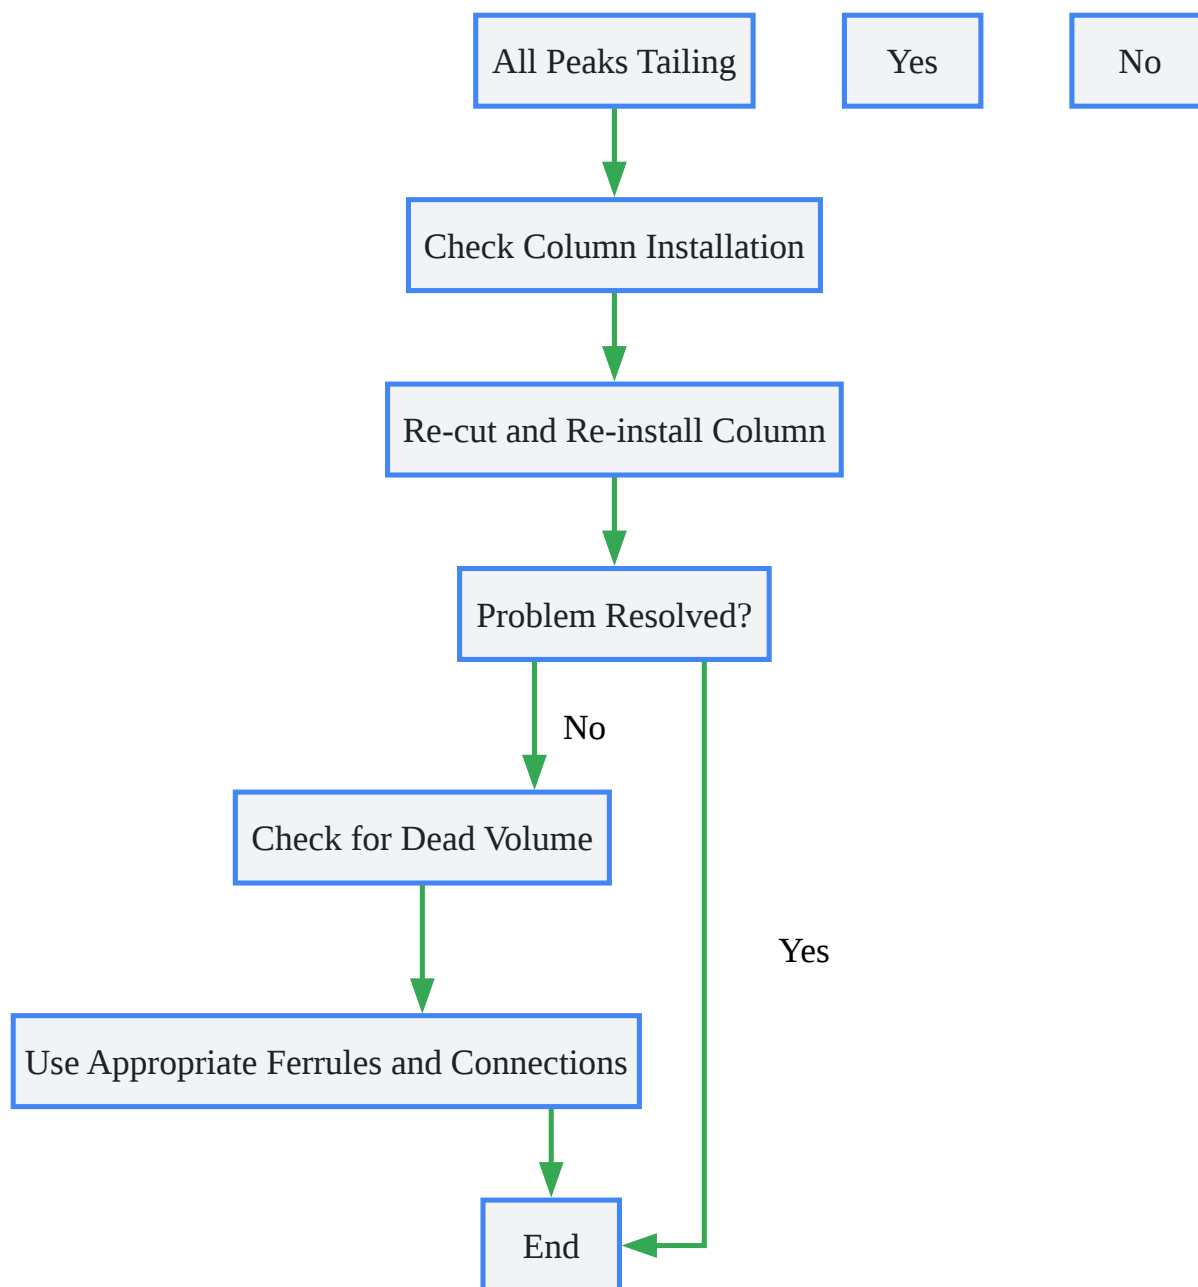 All Peaks Tailing
Yes
No
Check Column Installation
Re-cut and Re-install Column
Problem Resolved?
No
Check for Dead Volume
Yes
Use Appropriate Ferrules and Connections
End